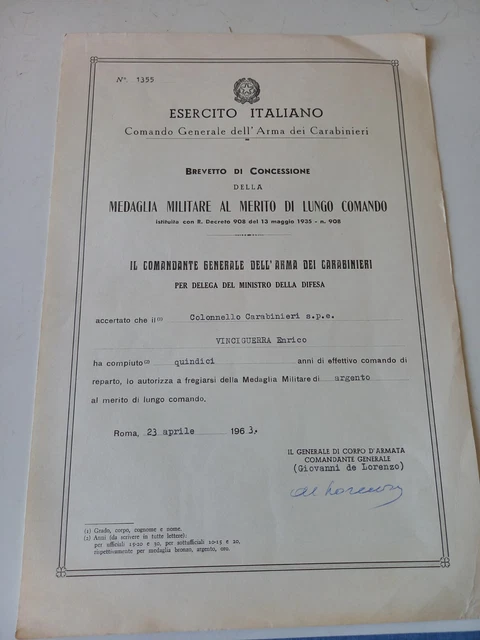 N°. 1355
ESERCITO ITALIANO
Comando Generale dell'Arma dei Carabinieri
BREVETTO DI CONCESSIONE
DELLA
MEDAGLIA MILITARE AL MERITO DI LUNGO COMANDO
istituita con R. Decreto 908 del 13 maggio 1935 - n. 908
IL COMANDANTE GENERALE DELL'ARMA DEI CARABINIERI
PER DELEGA DEL MINISTRO DELLA DIFESA
accertato che il (1) Colonnello Carabinieri s.p.e.
VINCIGUERRA Enrico
ha compiuto (2) quindici anni di effettivo comando di
reparto, lo autorizza a fregiarsi della Medaglia Militare di argento
al merito di lungo comando.
Roma, 23 aprile 1963.
IL GENERALE DI CORPO D'ARMATA
COMANDANTE GENERALE
(Giovanni de Lorenzo)
de Lorenzo
(1) Grado, corpo, cognome e nome.
(2) Anni (da scrivere in tutte lettere):
per ufficiali 15-20 e 30, per sottufficiali 10-15 e 20,
rispettivamente per medaglia bronzo, argento, oro.